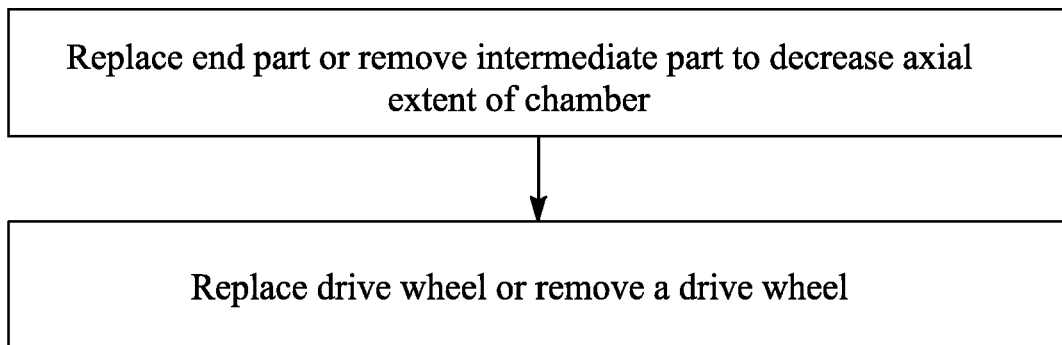 Replace end part or remove intermediate part to decrease axial
extent of chamber
Replace drive wheel or remove a drive wheel